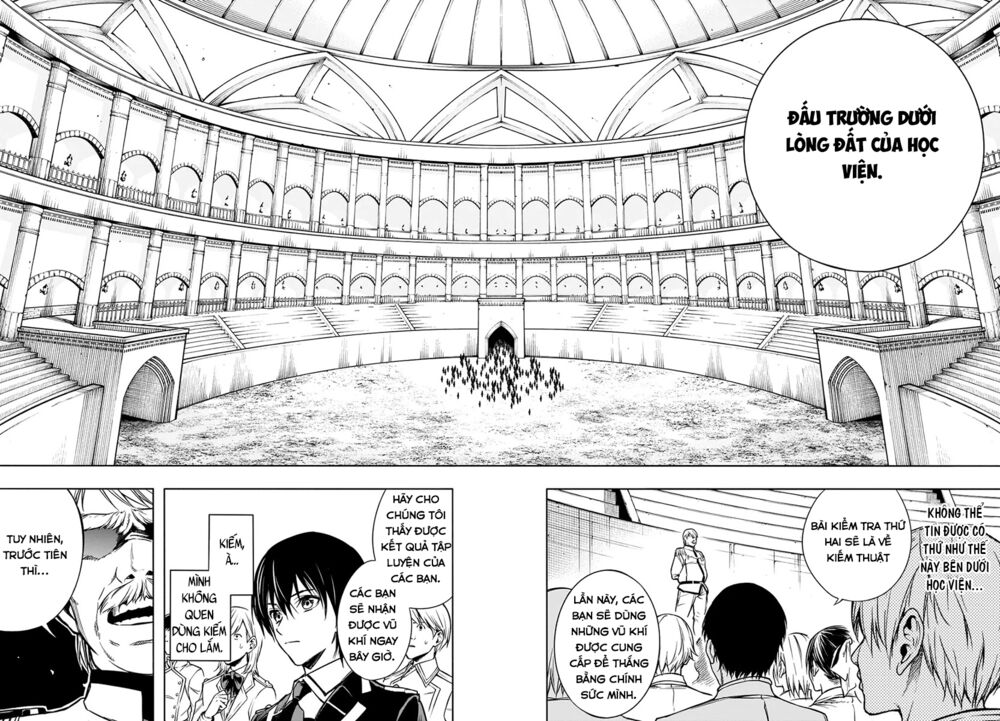 ĐẤU TRƯỜNG DƯỚI
LÒNG ĐẤT CỦA HỌC
VIỆN.
KHÔNG THỂ
TIN ĐƯỢC CÓ
THỨ NHƯ THẾ
NÀY BÊN DƯỚI
HỌC VIỆN...
BÀI KIỂM TRA THỨ
HAI SẼ LÀ VỀ
KIẾM THUẬT
LẦN NÀY, CÁC
BẠN SẼ DÙNG
NHỮNG VŨ KHÍ
ĐƯỢC CUNG
CẤP ĐỂ THẮNG
BẰNG CHÍNH
SỨC MÌNH.
HÃY CHO
CHÚNG TÔI
THẤY ĐƯỢC
KẾT QUẢ TẬP
LUYỆN CỦA
CÁC BẠN.
CÁC BẠN
SẼ NHẬN
ĐƯỢC VŨ
KHÍ NGAY
BÂY GIỜ.
KIẾM,
À...
MÌNH
KHÔNG
QUEN
DÙNG KIẾM
CHO LẮM.
TUY NHIÊN,
TRƯỚC TIÊN
THÌ...